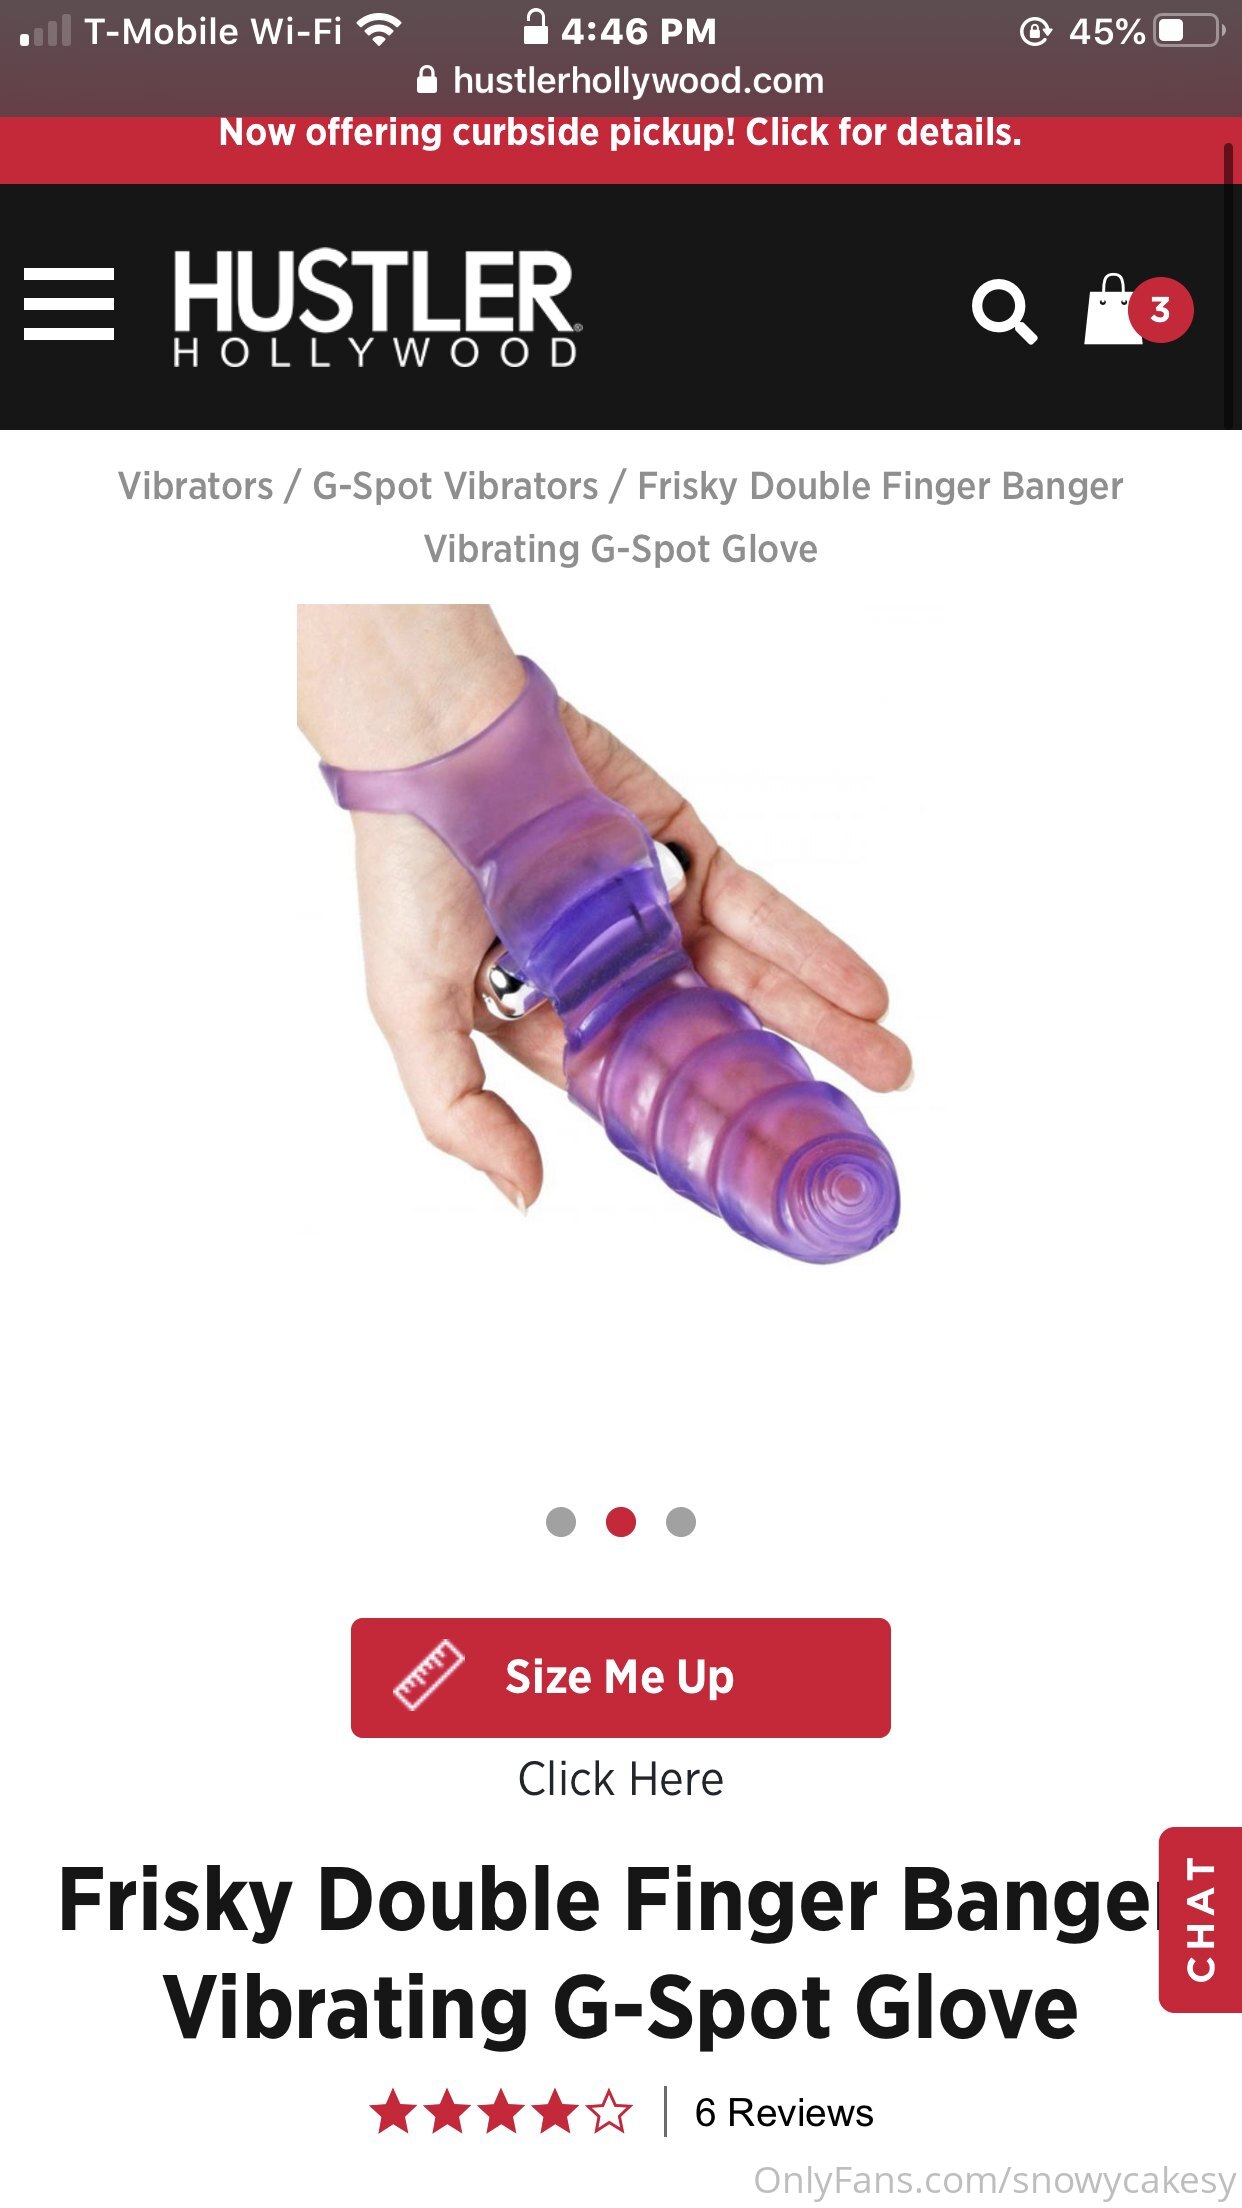 T-Mobile Wi-Fi 4:46 PM 45%
hustlerhollywood.com
Now offering curbside pickup! Click for details.
HUSTLER
HOLLYWOOD
3
Vibrators / G-Spot Vibrators / Frisky Double Finger Banger
Vibrating G-Spot Glove
Size Me Up
Click Here
Frisky Double Finger Banger
Vibrating G-Spot Glove
CHAT
6 Reviews
OnlyFans.com/snowycakesy